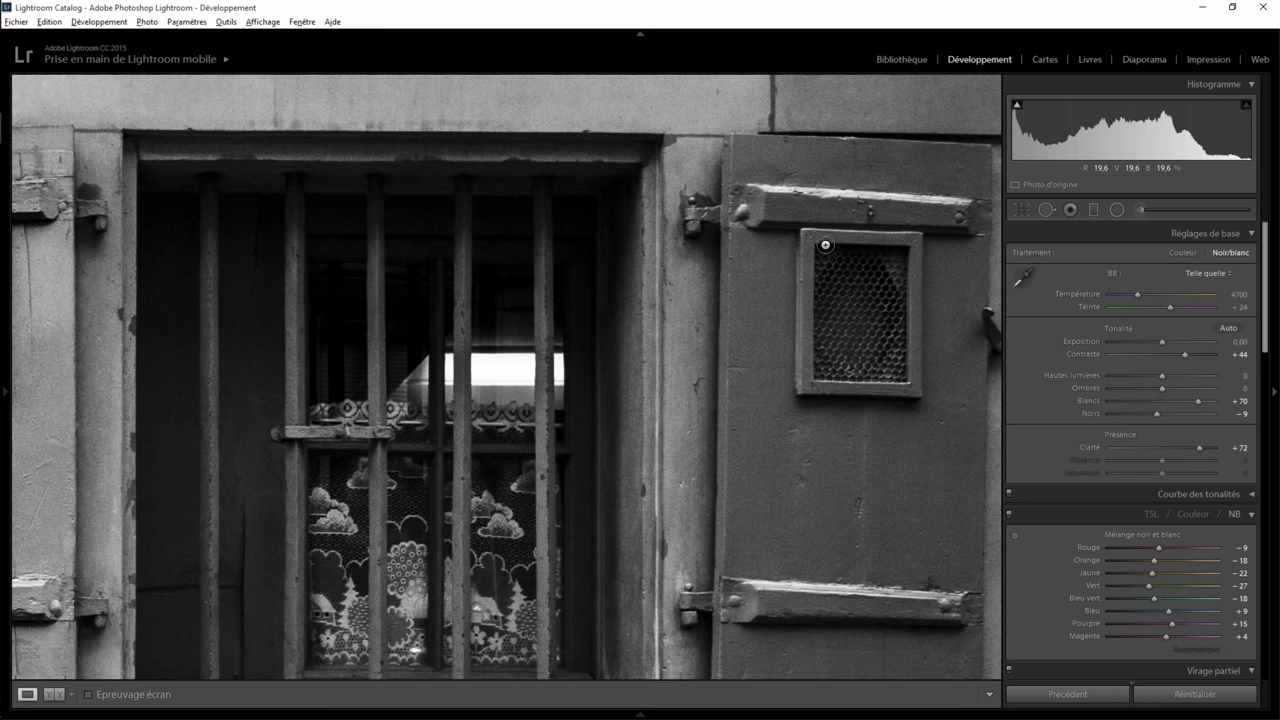 Lightroom Catalog - Adobe Photoshop Lightroom - Développement
Fichier Edition Développement Photo Paramètres Outils Affichage Fenêtre Aide
Lr
Adobe Lightroom CC 2015
Prise en main de Lightroom mobile
Bibliothèque | Développement | Cartes | Livres | Diaporama | Impression | Web
Histogramme
R 19,6 V 19,6 B 19,6 %
Photo d'origine
Réglages de base
Traitement : Couleur Noir/blanc
BB : Telle quelle
Température 4700
Teinte + 24
Tonalité Auto
Exposition 0,00
Contraste + 44
Hautes lumières 0
Ombres 0
Blancs + 70
Noirs - 9
Présence
Clarté + 72
Vibrance 0
Saturation 0
Courbe des tonalités
TSL / Couleur / NB
Mélange noir et blanc
Rouge - 9
Orange - 18
Jaune - 22
Vert - 27
Bleu vert - 18
Bleu + 9
Pourpre + 15
Magenta + 4
Automatique
Virage partiel
Epreuvage écran
Précédent Réinitialiser